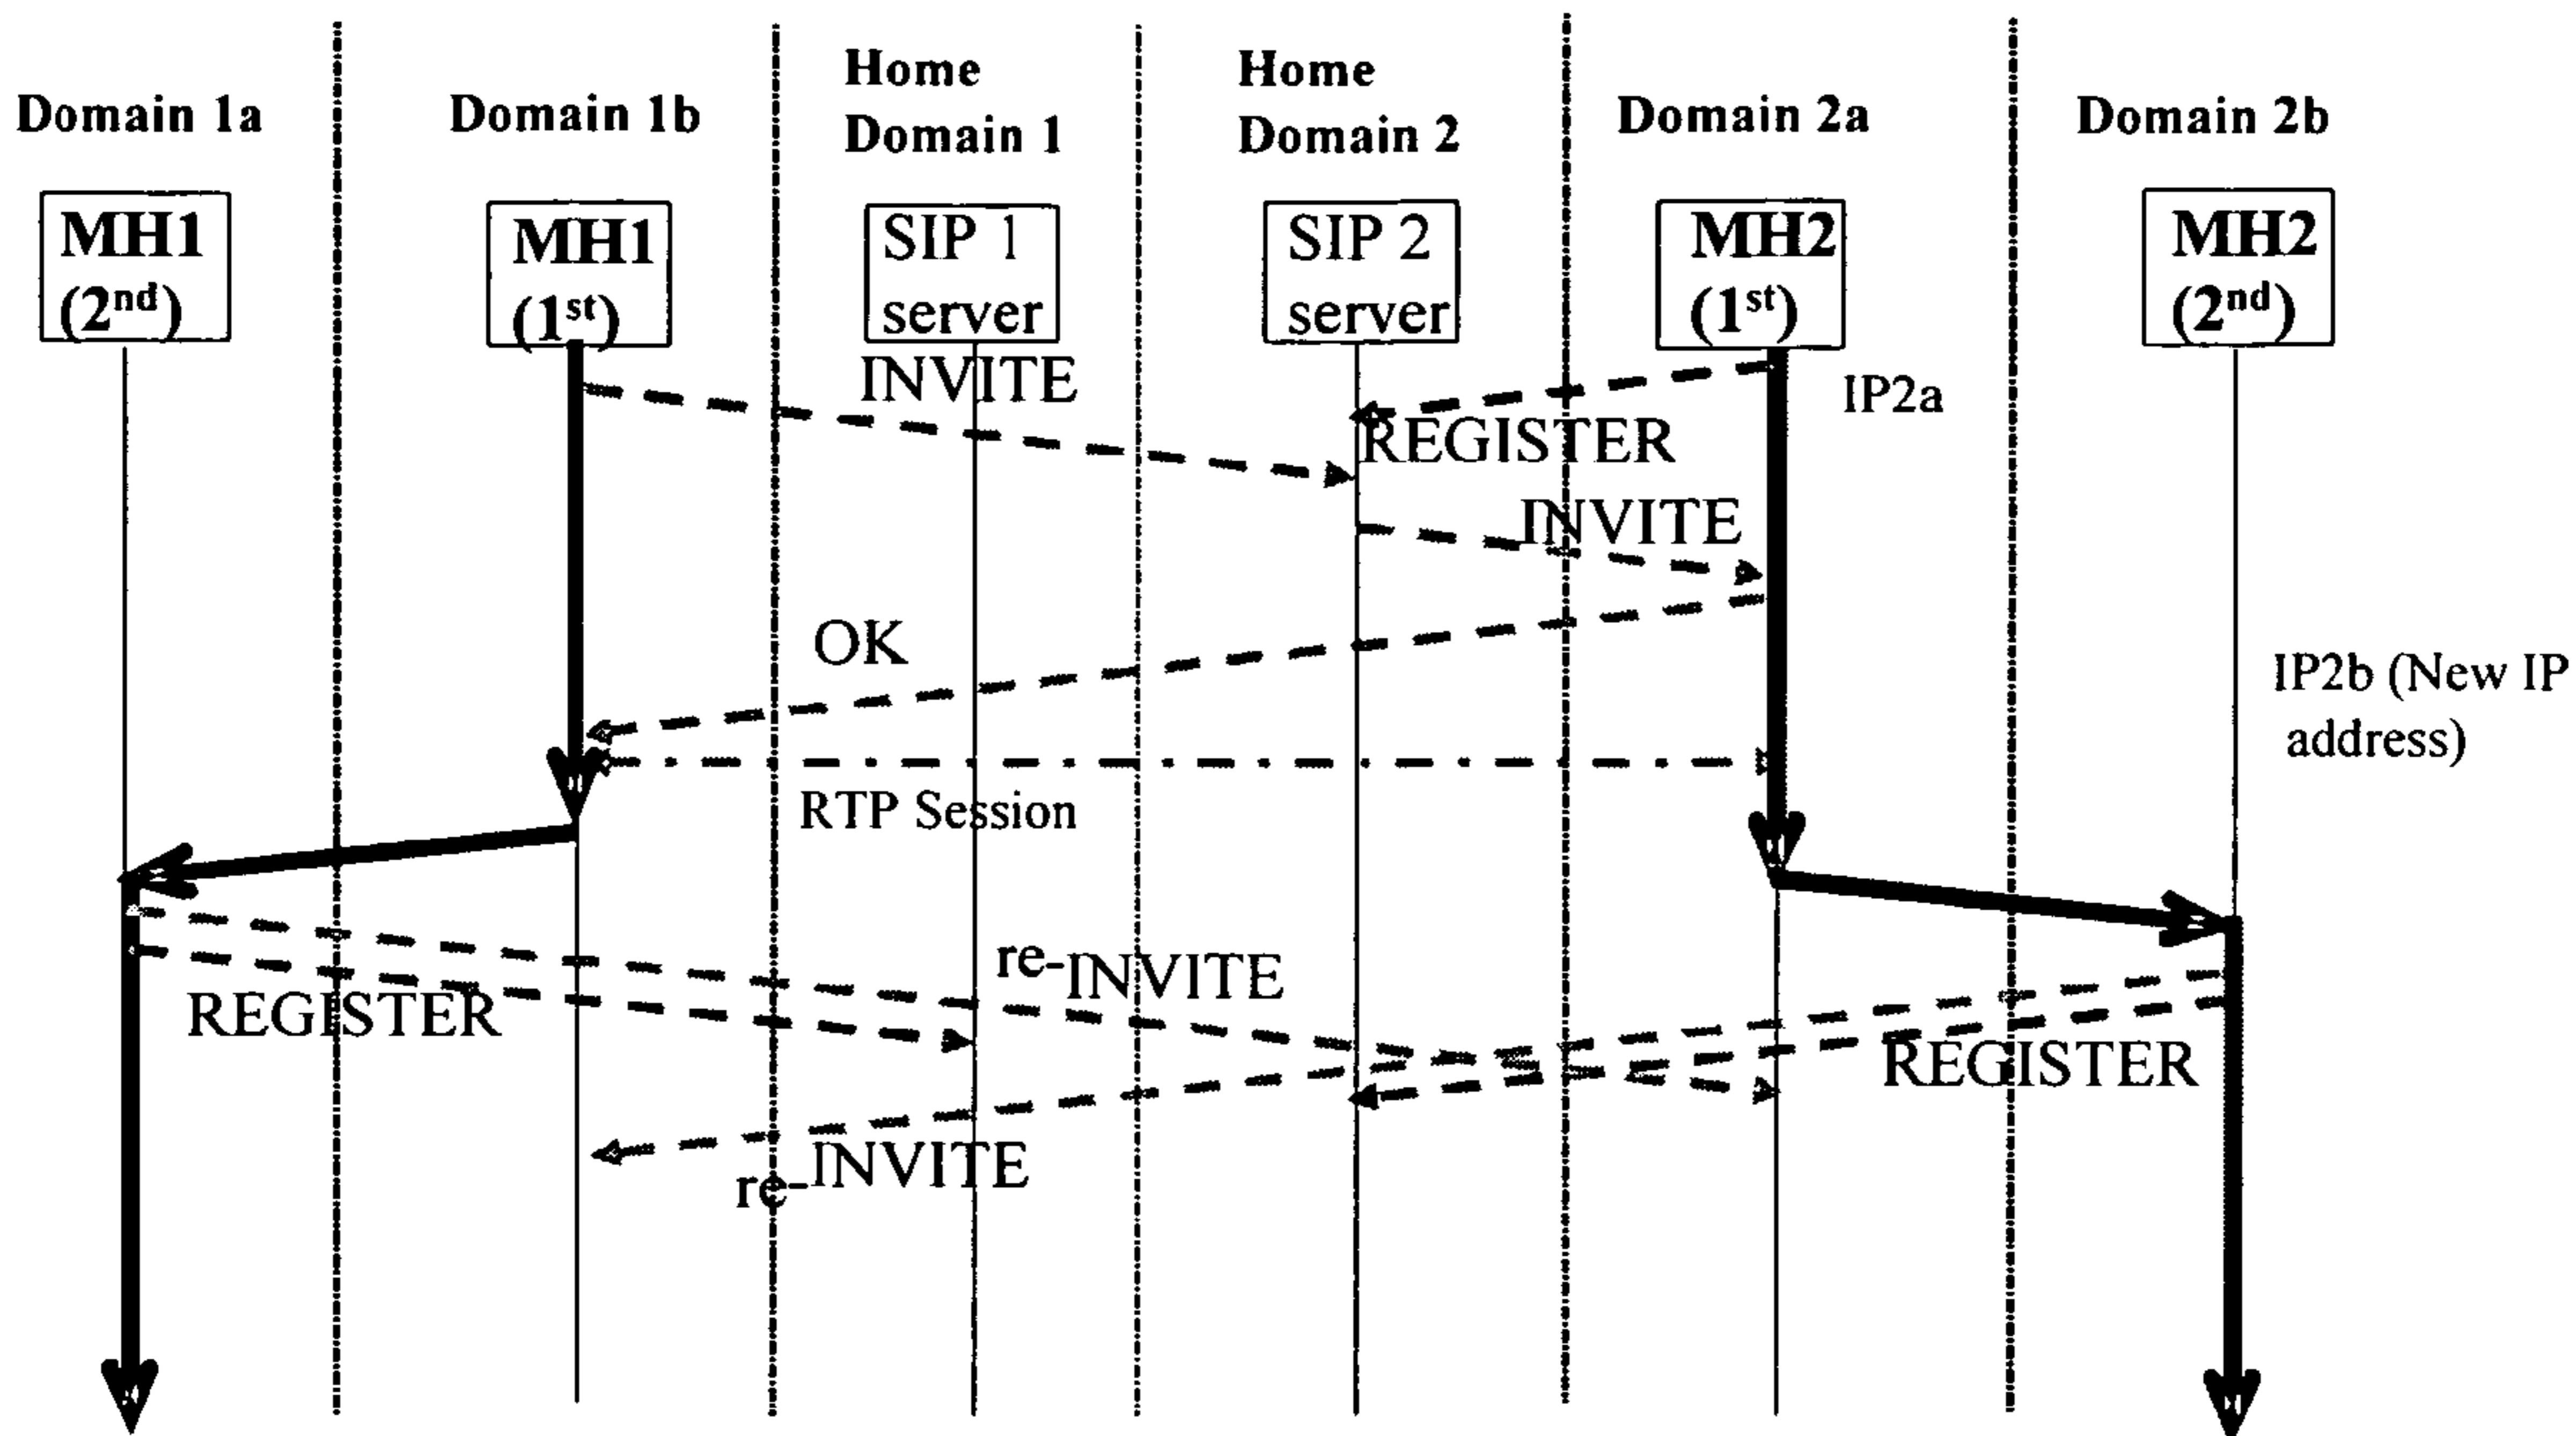 Domain 1a
Domain 1b
Home
Domain 1
Home
Domain 2
Domain 2a
Domain 2b
MH1
(2nd)
MH1
(1st)
SIP 1
server
SIP 2
server
MH2
(1st)
MH2
(2nd)
INVITE
IP2a
REGISTER
INVITE
OK
IP2b (New IP
address)
RTP Session
re-INVITE
REGISTER
REGISTER
re-INVITE